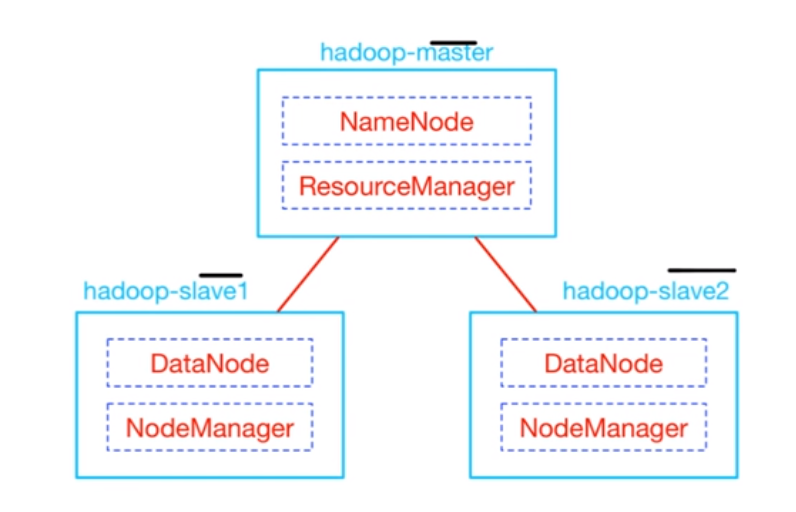 hadoop-master
NameNode
ResourceManager
hadoop-slave1
DataNode
NodeManager
hadoop-slave2
DataNode
NodeManager